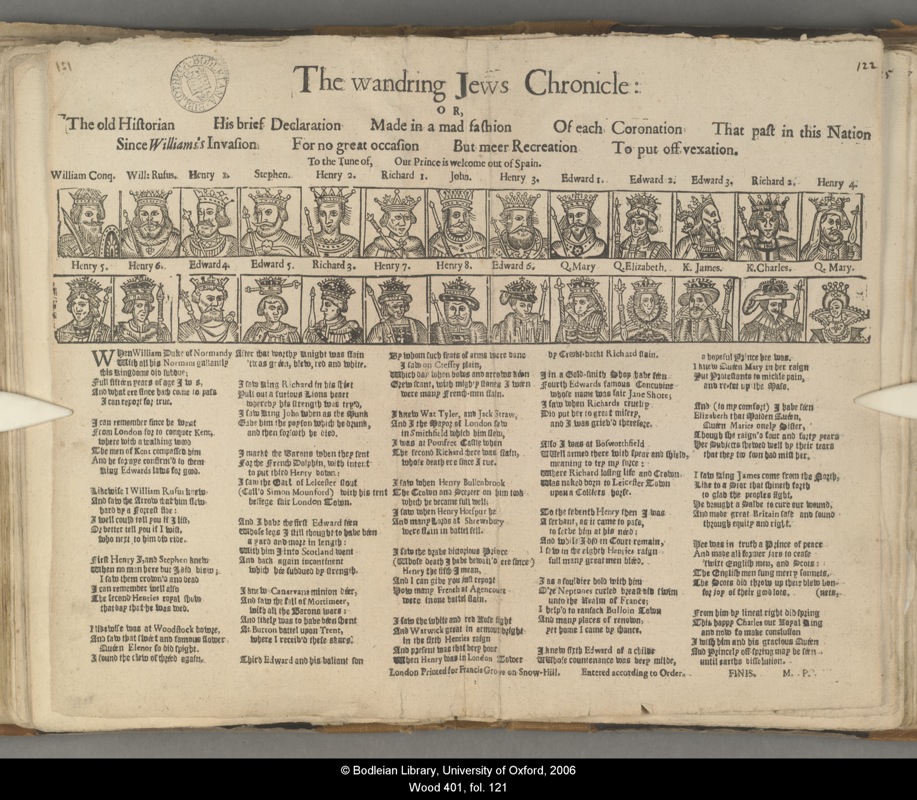 121
122
The wandring Jews Chronicle:
OR,
The old Historian His brief Declaration Made in a mad fashion Of each Coronation That past in this Nation
Since Williams's Invasion For no great occasion But meer Recreation To put off vexation.
To the Tune of, Our Prince is welcome out of Spain.
William Conq. Will: Rufus. Henry 2. Stephen. Henry 2. Richard 1. John. Henry 3. Edward 1. Edward 2. Edward 3. Richard 2. Henry 4.
Henry 5. Henry 6. Edward 4. Edward 5. Richard 3. Henry 7. Henry 8. Edward 6. Q. Mary Q. Elizabeth. K. James. K. Charles. Q. Mary.
WHen William Duke of Normandy
With all his Normans gallantly
this Kingdome did subdue;
Full fifteen years of age I was,
And what ere since hath come to pass
I can report for true.
I can remember since he went
From London for to conquer Kent,
where with a walking wood
The men of Kent compassed him
And he for aye confirm'd to them
King Edwards laws for good.
Likewise I William Rufus knew
And saw the Arrow that him slew
hard by a Forrest side:
I well could tell you if I list,
Or better tell you if I wist,
who next to him did ride.
First Henry I, and Stephen knew
When no man here but I did view;
I saw them crown'd and dead
I can remember well also
The second Henries royal show
that day that he was wed.
I likewise was at Woodstock bowre,
And saw that sweet and famous flower
Queen Elenor so did spight.
I found the clew of thred again,
After that worthy knight was slain
'twas green, blew, red and white.
I saw King Richard in his shirt
Pull out a furious Lions heart
whereby his strength was try'd,
I saw King John when as the Monk
Gave him the poyson which he drunk,
and then forsooth he died.
I markt the Barons when they sent
For the French Dolphin, with intent
to put third Henry down:
I saw the Earl of Leicester stout
(Call'd Simon Mounford) with his tent
besiege fair London Town.
And I have the first Edward seen
Whose legs I still thought to have been
a yard and more in length:
With him I into Scotland went
And back again incontinent
which he subdued by strength.
I knew Canarvans minion dier,
And saw the fall of Mortimer,
with all the Barons wars:
And likely was to have been shent
At Burton battel upon Trent,
where I receiv'd these skars.
Third Edward and his valiant son
By whom such feats of arms were done
I saw on Cressey plain,
Which day when bows and arrows keen
Grew scant, with mighty stones I ween
were many French-men slain.
I knew Wat Tyler, and Jack Straw,
And I the Mayor of London saw
in Smithfield which him slew,
I was at Pomfret Castle when
The second Richard there was slain,
whose death ere since I rue.
I saw when Henry Bullenbrook
The Crown and Scepter on him took
which he became full well;
I saw when Henry Hotspur he
And many Lords at Shrewsbury
were slain in battel fell.
I saw the brave victorious Prince
(Whose death I have bewail'd ere since)
Henry the fifth I mean,
And I can give you just report
How many French at Agencourt
were in one battel slain.
I saw the white and red Rose fight
And Warwick great in armour bright
in the sixth Henries reign
And present was that very hour
When Henry was in London Tower
by Crook-backt Richard slain.
I in a Gold-smiths Shop have seen
Fourth Edwards famous Concubine
whose name was fair Jane Shore;
I saw when Richards cruelty
Did put her to great misery,
and I was griev'd therefore.
Also I was at Bosworthfield
Well armed there with spear and shield,
meaning to try my force:
Where Richard losing life and Crown
Was naked born to Leicester Town
upon a Colliers horse.
To the seventh Henry then I was
A servant, as it came to pass,
to serve him at his need;
And while I did in Court remain,
I saw in the eighth Henries raign
full many great men bleed.
I as a souldier bold with him
O're Neptunes curled breast did swim
unto the Realm of France;
I help'd to ransack Bulloin Town
And many places of renown,
yet home I came by chance.
I knew sixth Edward of a childe
Whose countenance was very milde,
a hopeful Prince hee was.
I knew Queen Mary in her raign
Put Protestants to mickle pain,
and re-set up the Mass.
And (to my comfort) I have seen
Elizabeth that Maiden Queen,
Queen Maries onely Sister,
Though she raign'd four and forty years
Her Subjects shewed well by their tears
that they too soon had mist her.
I saw King James come from the North,
Like to a Star that shineth forth
to glad the peoples sight,
He brought a Salve to cure our wound,
And made great Britain safe and sound
through equity and right.
Hee was in truth a Prince of peace
And made all former jars to cease
'twixt English men, and Scots:
The English men sung merry sonnets,
The Scots did throw up their blew bon-
for joy of their good lots. (nets,
From him by lineal right did spring
This happy Charles our Royal King
and now to make conclusion
I wish him and his gracious Queen
And Princely off-spring may be seen
until earths dissolution.
London Printed for Francis Grove on Snow-Hill. Entered according to Order.
FINIS. M. P.
© Bodleian Library, University of Oxford, 2006
Wood 401, fol. 121